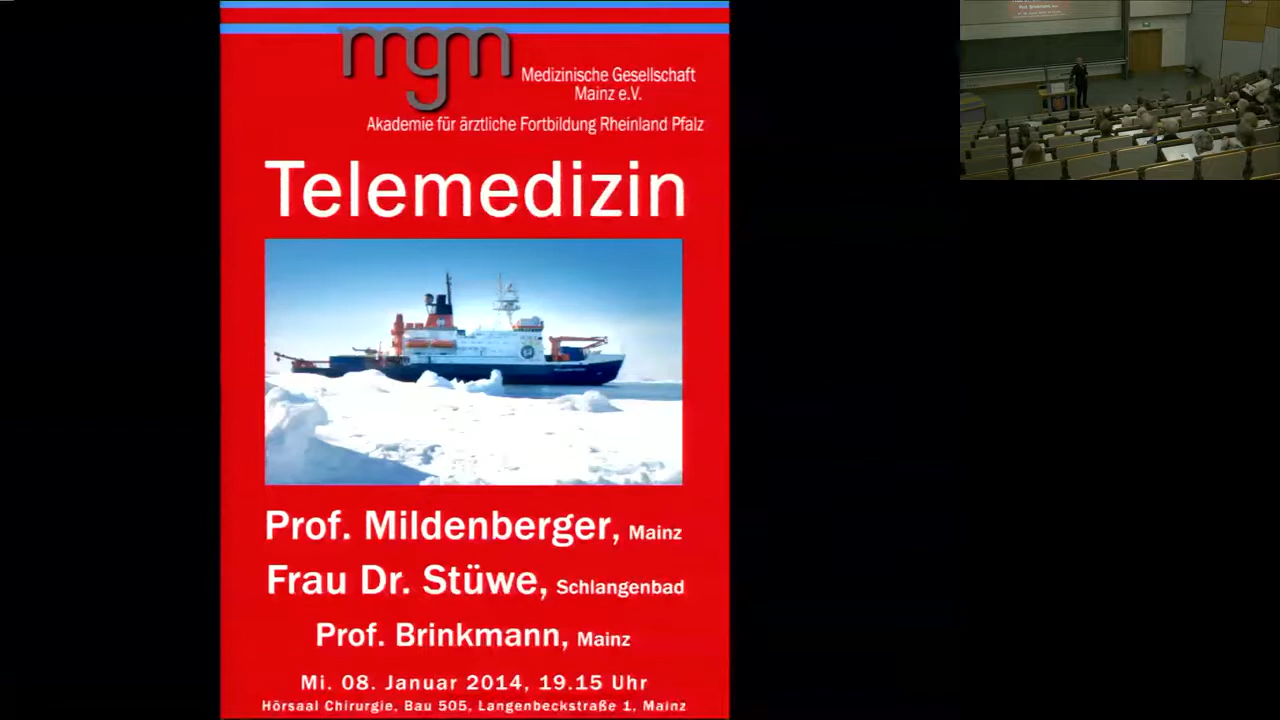 mgm
Medizinische Gesellschaft
Mainz e.V.
Akademie für ärztliche Fortbildung Rheinland Pfalz
Telemedizin
Prof. Mildenberger, Mainz
Frau Dr. Stüwe, Schlangenbad
Prof. Brinkmann, Mainz
Mi. 08. Januar 2014, 19.15 Uhr
Hörsaal Chirurgie, Bau 505, Langenbeckstraße 1, Mainz